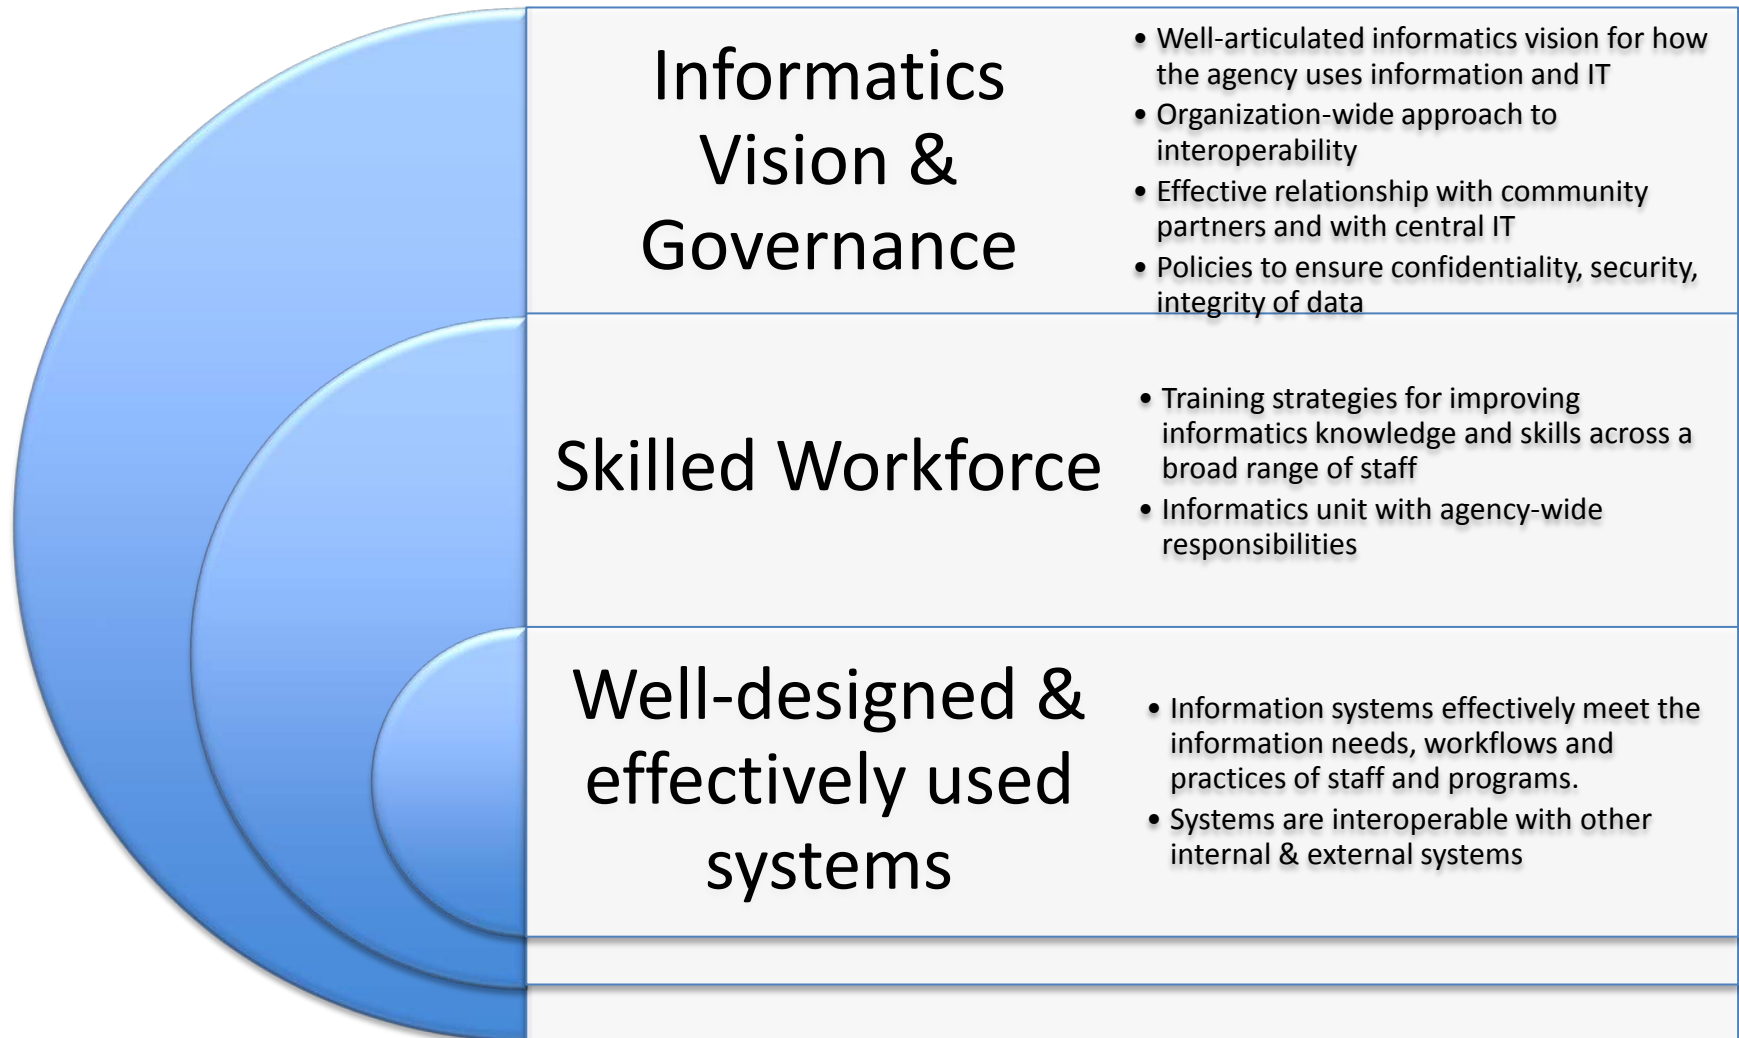 Informatics
Vision &
Governance
• Well-articulated informatics vision for how
the agency uses information and IT
• Organization-wide approach to
interoperability
• Effective relationship with community
partners and with central IT
• Policies to ensure confidentiality, security,
integrity of data
Skilled Workforce
• Training strategies for improving
informatics knowledge and skills across a
broad range of staff
• Informatics unit with agency-wide
responsibilities
Well-designed &
effectively used
systems
• Information systems effectively meet the
information needs, workflows and
practices of staff and programs.
• Systems are interoperable with other
internal & external systems